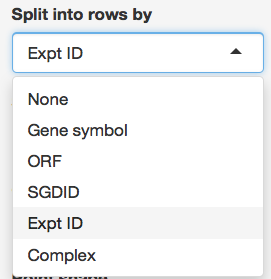 Split into rows by
Expt ID
None
Gene symbol
ORF
SGDID
Expt ID
Complex